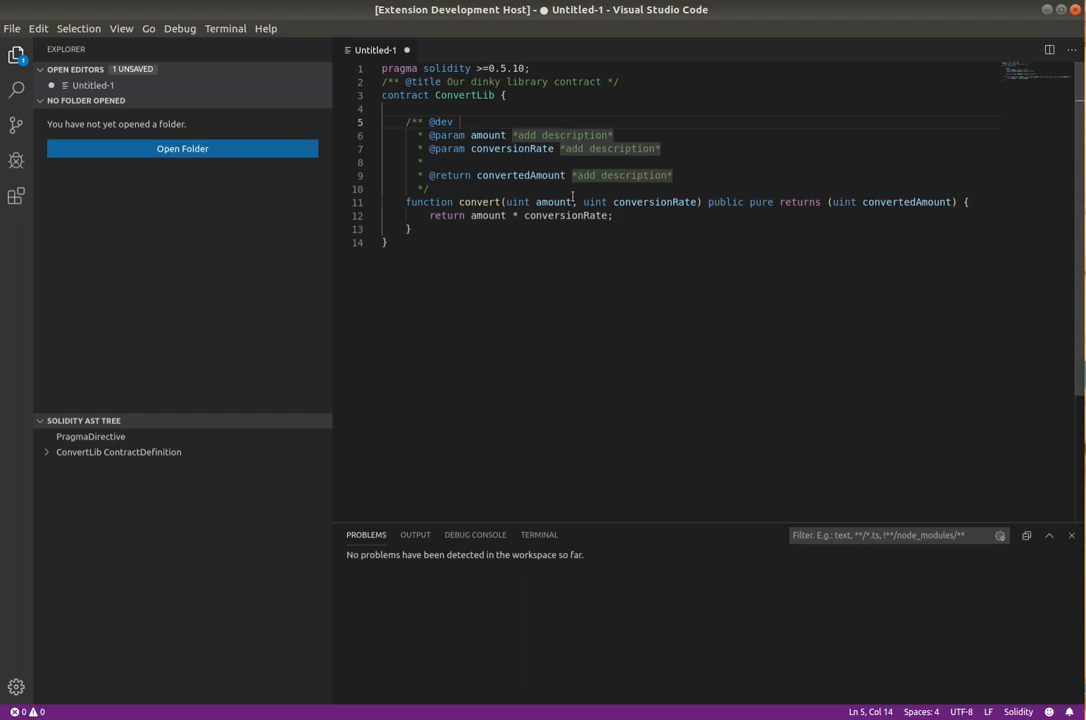 [Extension Development Host] - ● Untitled-1 - Visual Studio Code
File Edit Selection View Go Debug Terminal Help
EXPLORER
OPEN EDITORS 1 UNSAVED
Untitled-1
NO FOLDER OPENED
You have not yet opened a folder.
Open Folder
SOLIDITY AST TREE
PragmaDirective
ConvertLib ContractDefinition
Untitled-1
1 pragma solidity >=0.5.10;
2 /** @title Our dinky library contract */
3 contract ConvertLib {
4
5 /** @dev
6 * @param amount *add description*
7 * @param conversionRate *add description*
8 *
9 * @return convertedAmount *add description*
10 */
11 function convert(uint amount, uint conversionRate) public pure returns (uint convertedAmount) {
12 return amount * conversionRate;
13 }
14 }
PROBLEMS OUTPUT DEBUG CONSOLE TERMINAL
Filter. E.g.: text, **/*.ts, !**/node_modules/**
No problems have been detected in the workspace so far.
1
0 0
Ln 5, Col 14 Spaces: 4 UTF-8 LF Solidity